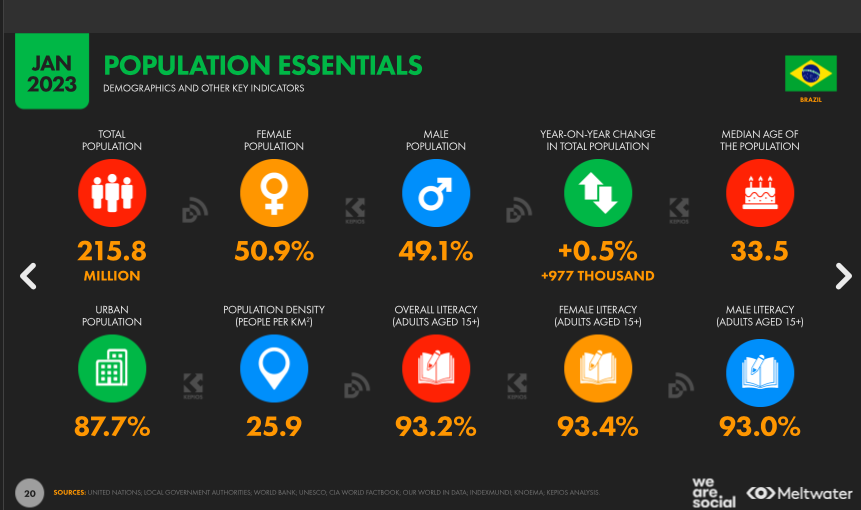 JAN
2023
POPULATION ESSENTIALS
DEMOGRAPHICS AND OTHER KEY INDICATORS
BRAZIL
TOTAL
POPULATION
215.8
MILLION
FEMALE
POPULATION
50.9%
MALE
POPULATION
49.1%
YEAR-ON-YEAR CHANGE
IN TOTAL POPULATION
+0.5%
+977 THOUSAND
MEDIAN AGE OF
THE POPULATION
33.5
KEPIOS
KEPIOS
URBAN
POPULATION
87.7%
POPULATION DENSITY
(PEOPLE PER KM²)
25.9
OVERALL LITERACY
(ADULTS AGED 15+)
93.2%
FEMALE LITERACY
(ADULTS AGED 15+)
93.4%
MALE LITERACY
(ADULTS AGED 15+)
93.0%
KEPIOS
KEPIOS
20
SOURCES: UNITED NATIONS; LOCAL GOVERNMENT AUTHORITIES; WORLD BANK; UNESCO; CIA WORLD FACTBOOK; OUR WORLD IN DATA; INDEXMUNDI; KNOEMA; KEPIOS ANALYSIS.
we
are
social
Meltwater